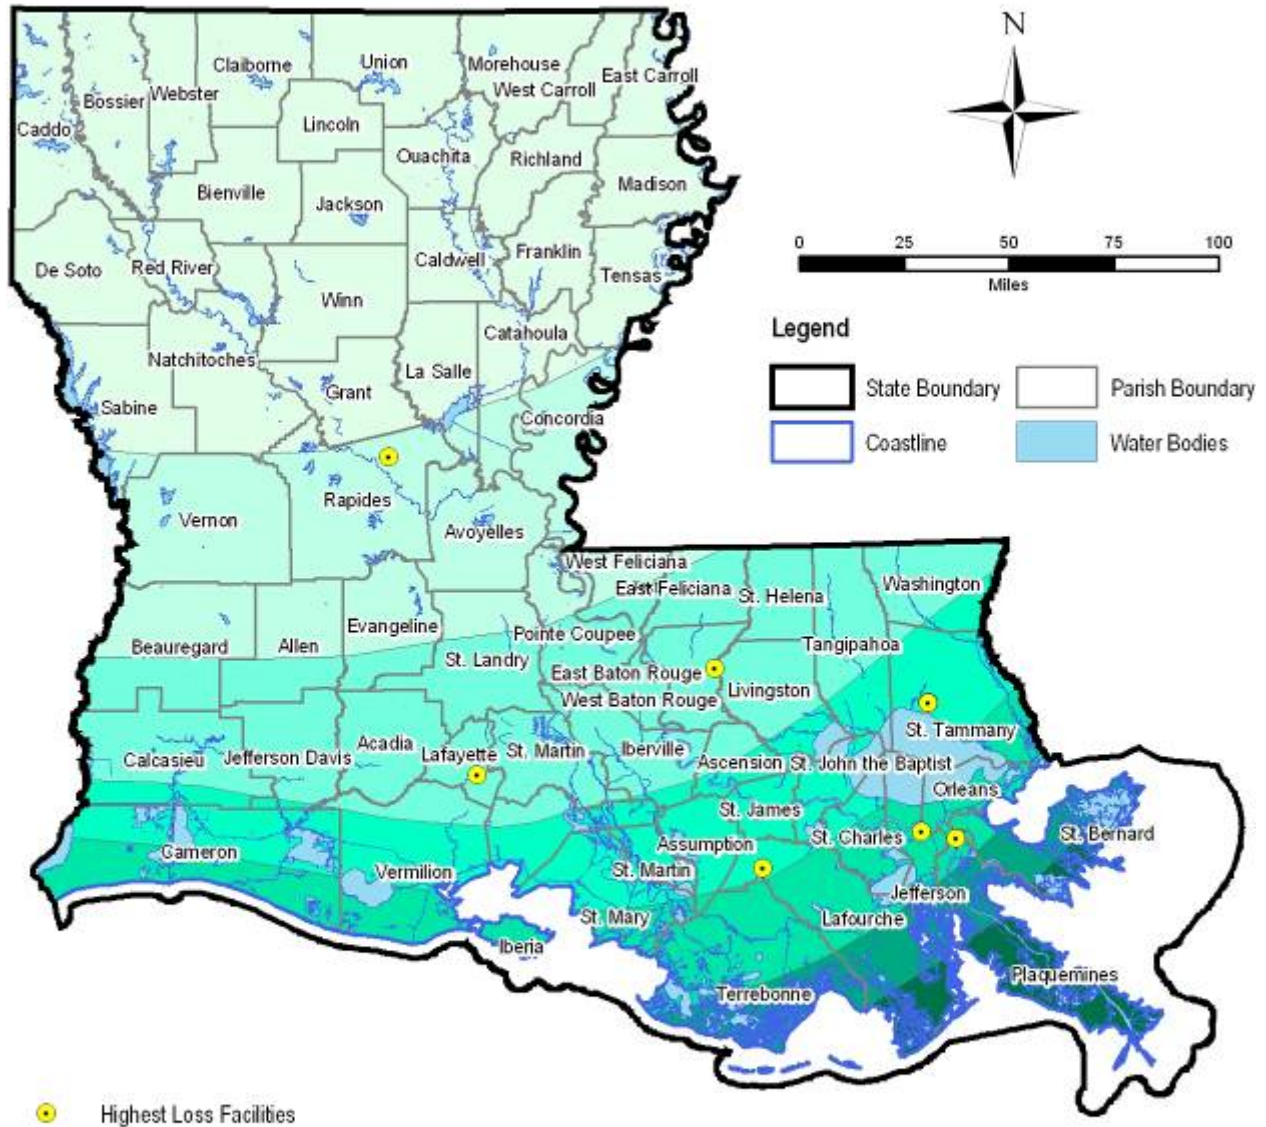 N
0 25 50 75 100
Miles
Legend
State Boundary
Parish Boundary
Coastline
Water Bodies
Claiborne
Union
Morehouse
East Carroll
West Carroll
Webster
Bossier
Caddo
Lincoln
Ouachita
Richland
Madison
Bienville
Jackson
De Soto
Red River
Caldwell
Franklin
Tensas
Winn
Catahoula
Natchitoches
La Salle
Grant
Sabine
Concordia
Rapides
Vernon
Avoyelles
West Feliciana
East Feliciana
St. Helena
Washington
Beauregard
Allen
Evangeline
Pointe Coupee
Tangipahoa
St. Landry
East Baton Rouge
Livingston
West Baton Rouge
St. Tammany
Calcasieu
Jefferson Davis
Acadia
Lafayette
St. Martin
Iberville
Ascension
St. John the Baptist
Orleans
St. James
St. Charles
St. Bernard
Assumption
Cameron
Vermilion
St. Martin
Jefferson
St. Mary
Lafourche
Iberia
Plaquemines
Terrebonne
Highest Loss Facilities